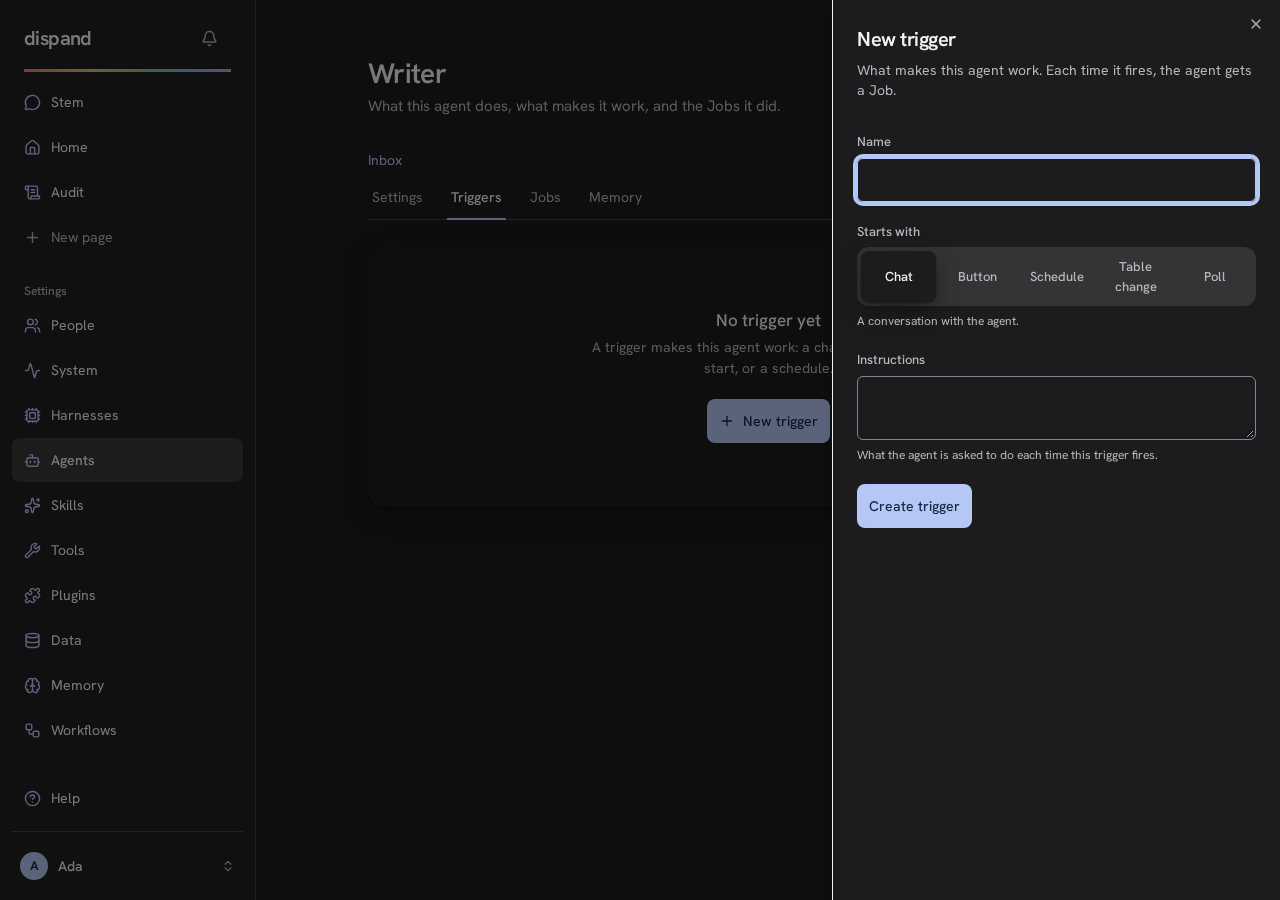 dispand
Stem
Home
Audit
New page
Settings
People
System
Harnesses
Agents
Skills
Tools
Plugins
Data
Memory
Workflows
Help
A
Ada
Writer
What this agent does, what makes it work, and the Jobs it did.
Inbox
Settings
Triggers
Jobs
Memory
No trigger yet
A trigger makes this agent work: a
start, or a schedule.
New trigger
New trigger
What makes this agent work. Each time it fires, the agent gets
a Job.
Name
Starts with
Chat
Button
Schedule
Table
change
Poll
A conversation with the agent.
Instructions
What the agent is asked to do each time this trigger fires.
Create trigger